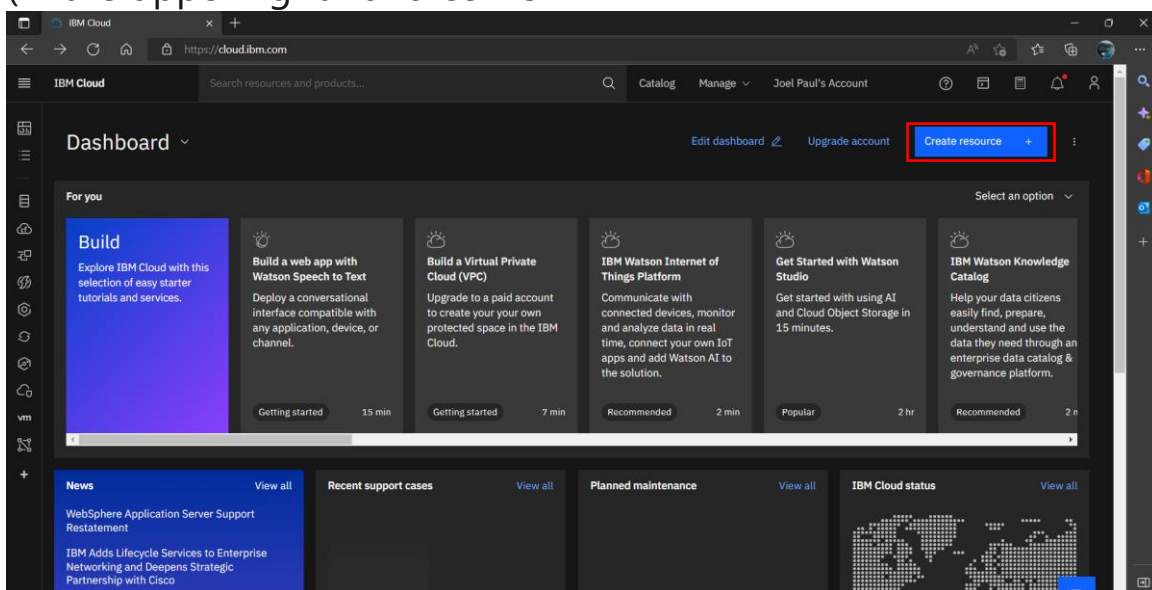 IBM Cloud
https://cloud.ibm.com
IBM Cloud
Search resources and products...
Catalog
Manage
Joel Paul's Account
Dashboard
Edit dashboard
Upgrade account
Create resource +
For you
Select an option
Build
Explore IBM Cloud with this
selection of easy starter
tutorials and services.
Build a web app with
Watson Speech to Text
Deploy a conversational
interface compatible with
any application, device, or
channel.
Getting started
15 min
Build a Virtual Private
Cloud (VPC)
Upgrade to a paid account
to create your your own
protected space in the IBM
Cloud.
Getting started
7 min
IBM Watson Internet of
Things Platform
Communicate with
connected devices, monitor
and analyze data in real
time, connect your own IoT
apps and add Watson AI to
the solution.
Recommended
2 min
Get Started with Watson
Studio
Get started with using AI
and Cloud Object Storage in
15 minutes.
Popular
2 hr
IBM Watson Knowledge
Catalog
Help your data citizens
easily find, prepare,
understand and use the
data they need through an
enterprise data catalog &
governance platform.
Recommended
vm
News
View all
WebSphere Application Server Support
Restatement
IBM Adds Lifecycle Services to Enterprise
Networking and Deepens Strategic
Partnership with Cisco
Recent support cases
View all
Planned maintenance
View all
IBM Cloud status
View all